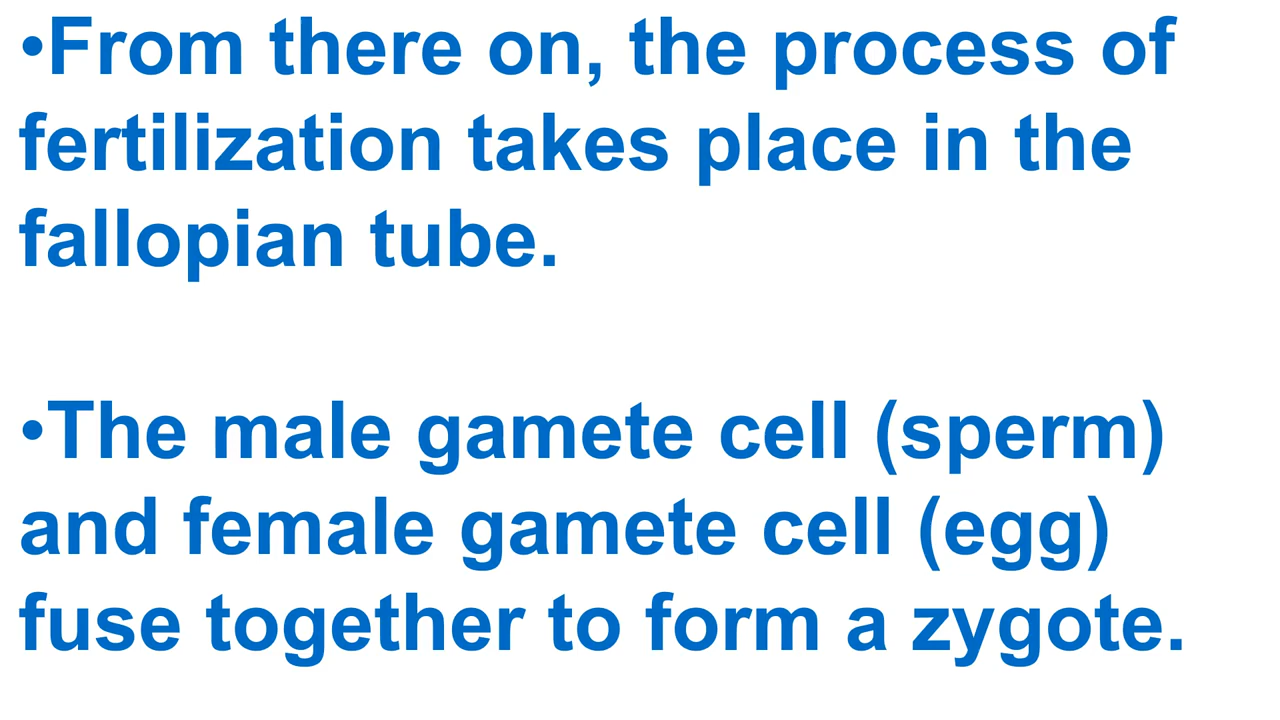 •From there on, the process of
fertilization takes place in the
fallopian tube.
•The male gamete cell (sperm)
and female gamete cell (egg)
fuse together to form a zygote.